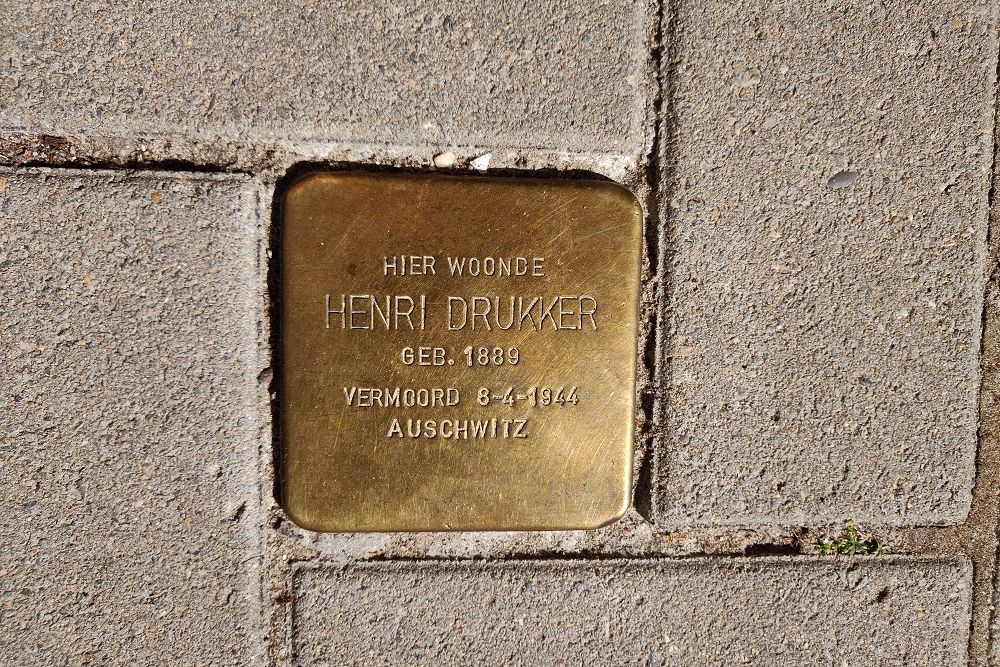 HIER WOONDE
HENRI DRUKKER
GEB. 1889
VERMOORD 8-4-1944
AUSCHWITZ